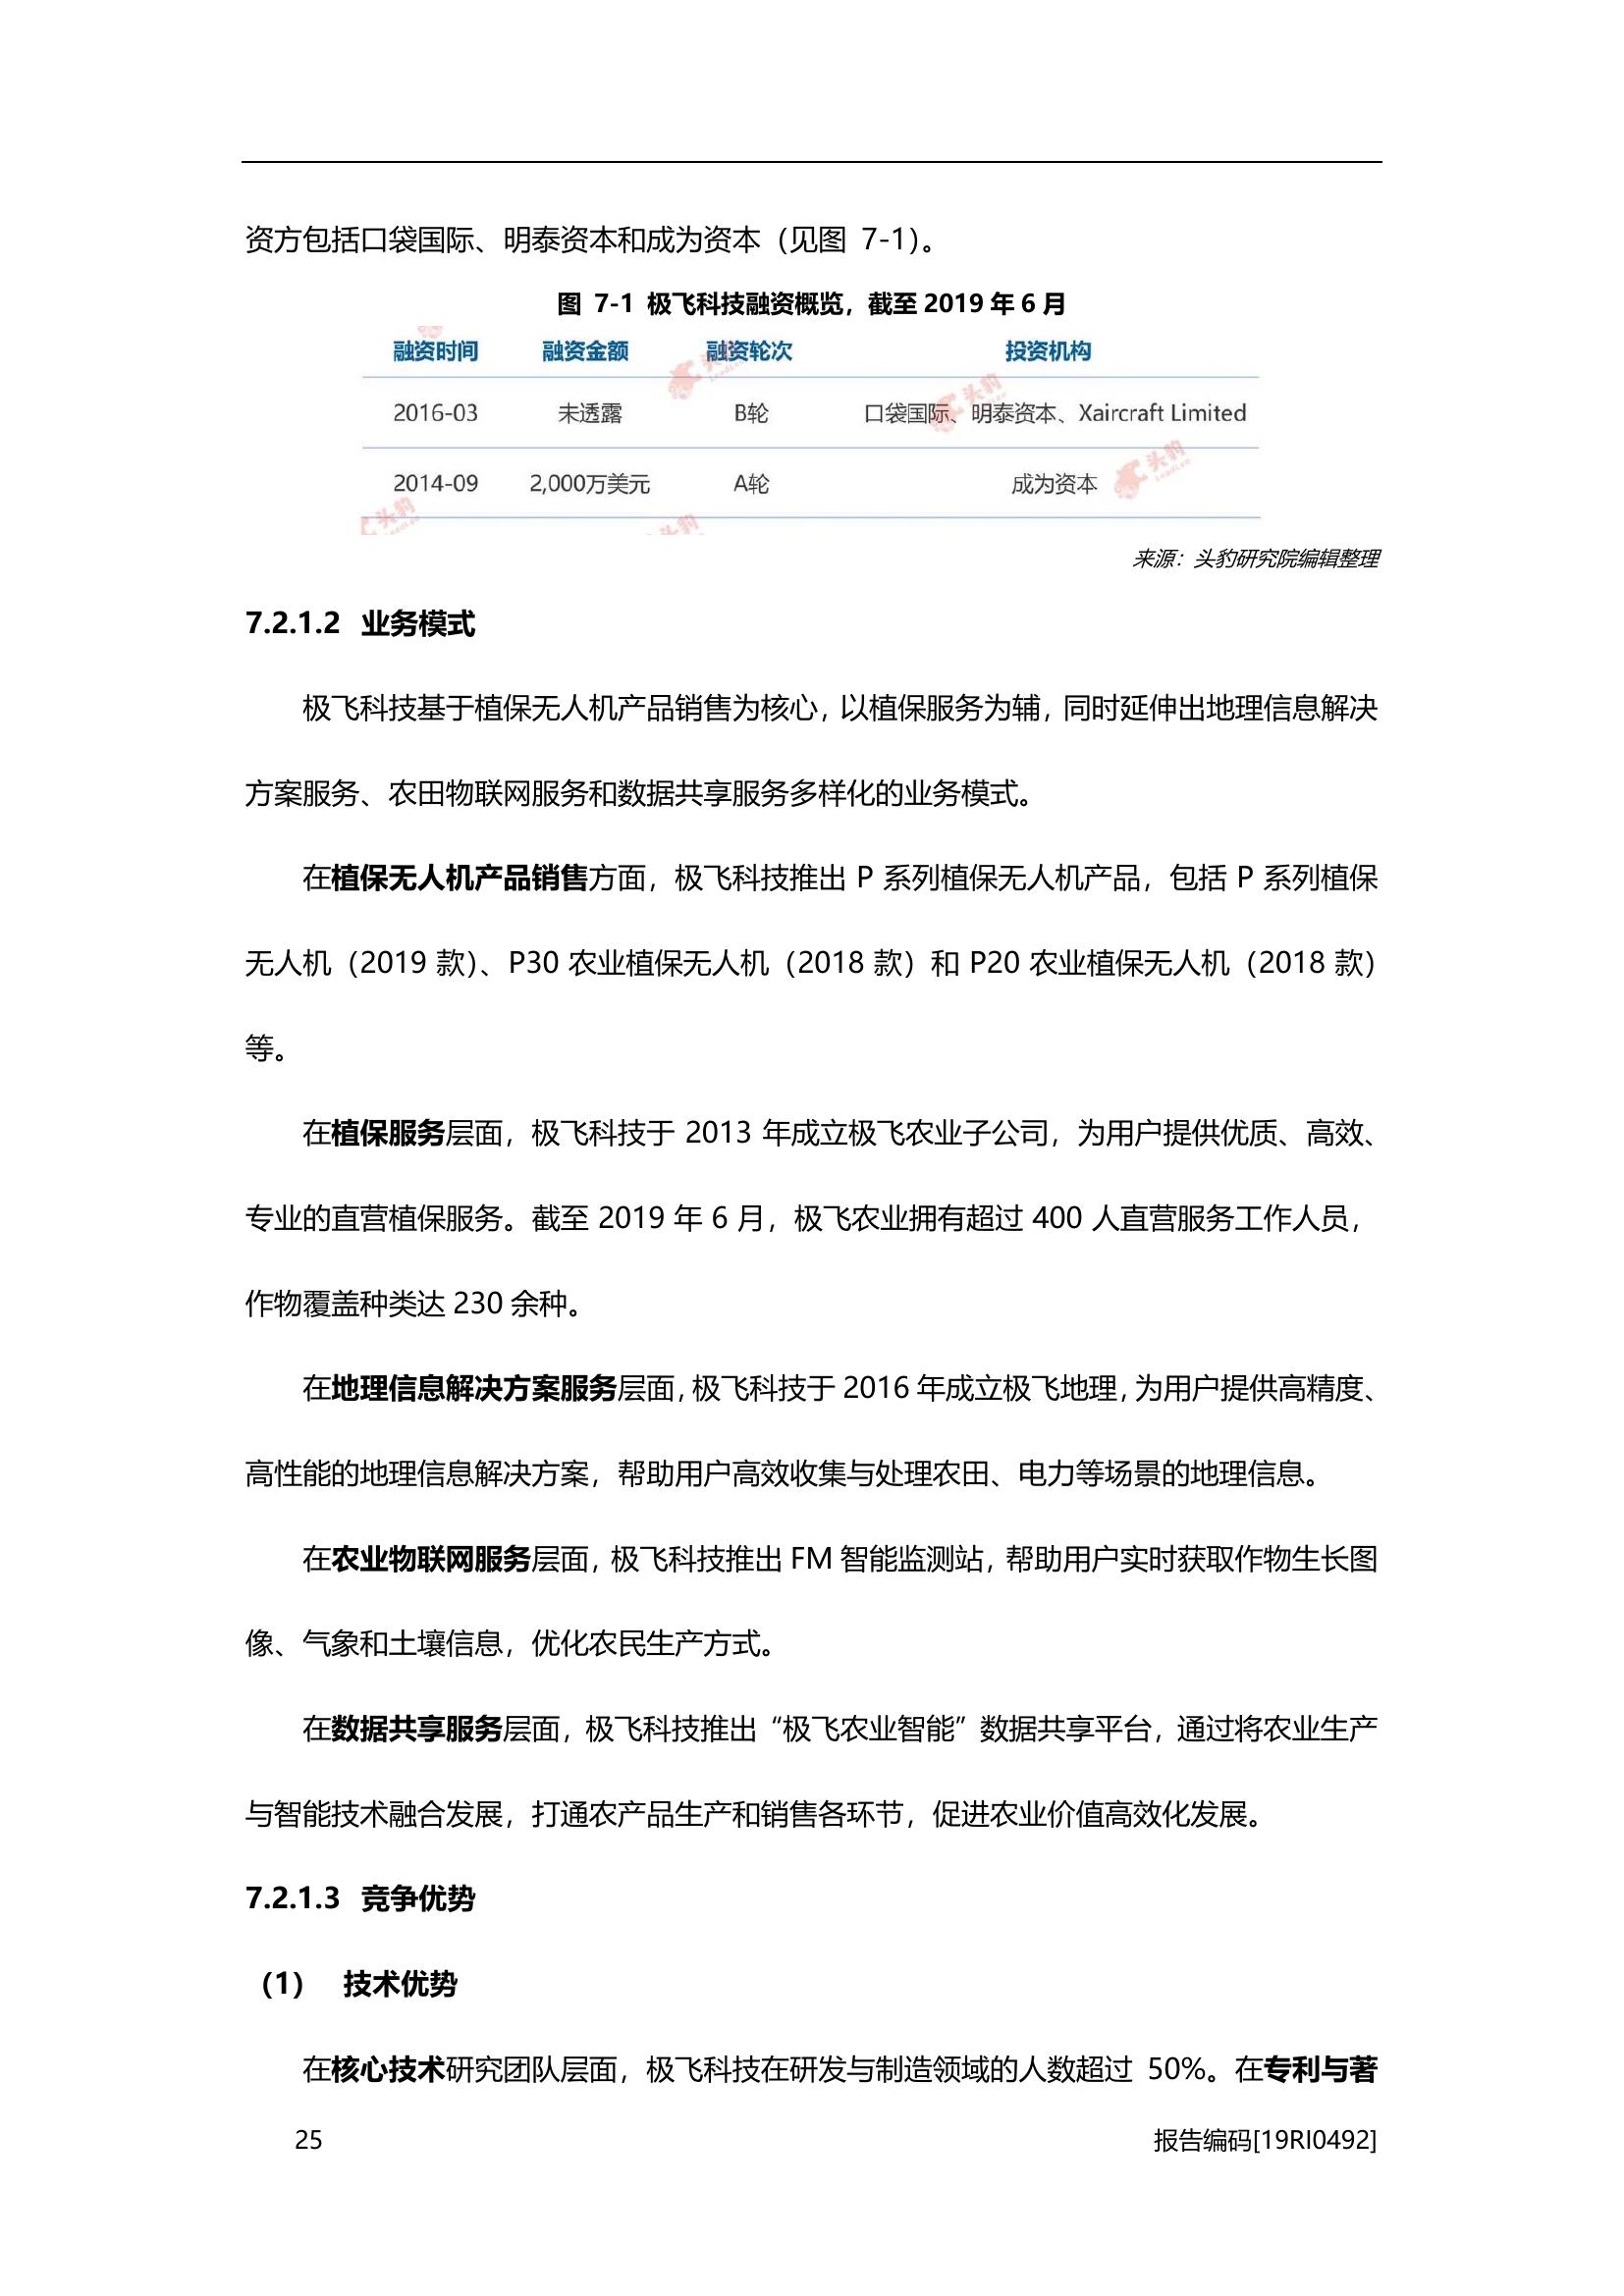 资方包括口袋国际、明泰资本和成为资本（见图 7-1）。
图 7-1 极飞科技融资概览，截至 2019 年 6 月
融资时间 融资金额 融资轮次 投资机构
2016-03 未透露 B轮 口袋国际、明泰资本、Xaircraft Limited
2014-09 2,000万美元 A轮 成为资本
头豹
来源：头豹研究院编辑整理
7.2.1.2 业务模式
极飞科技基于植保无人机产品销售为核心，以植保服务为辅，同时延伸出地理信息解决
方案服务、农田物联网服务和数据共享服务多样化的业务模式。
在植保无人机产品销售方面，极飞科技推出 P 系列植保无人机产品，包括 P 系列植保
无人机（2019 款）、P30 农业植保无人机（2018 款）和 P20 农业植保无人机（2018 款）
等。
在植保服务层面，极飞科技于 2013 年成立极飞农业子公司，为用户提供优质、高效、
专业的直营植保服务。截至 2019 年 6 月，极飞农业拥有超过 400 人直营服务工作人员，
作物覆盖种类达 230 余种。
在地理信息解决方案服务层面，极飞科技于 2016 年成立极飞地理，为用户提供高精度、
高性能的地理信息解决方案，帮助用户高效收集与处理农田、电力等场景的地理信息。
在农业物联网服务层面，极飞科技推出 FM 智能监测站，帮助用户实时获取作物生长图
像、气象和土壤信息，优化农民生产方式。
在数据共享服务层面，极飞科技推出“极飞农业智能”数据共享平台，通过将农业生产
与智能技术融合发展，打通农产品生产和销售各环节，促进农业价值高效化发展。
7.2.1.3 竞争优势
（1） 技术优势
在核心技术研究团队层面，极飞科技在研发与制造领域的人数超过 50%。在专利与著
25 报告编码[19RI0492]